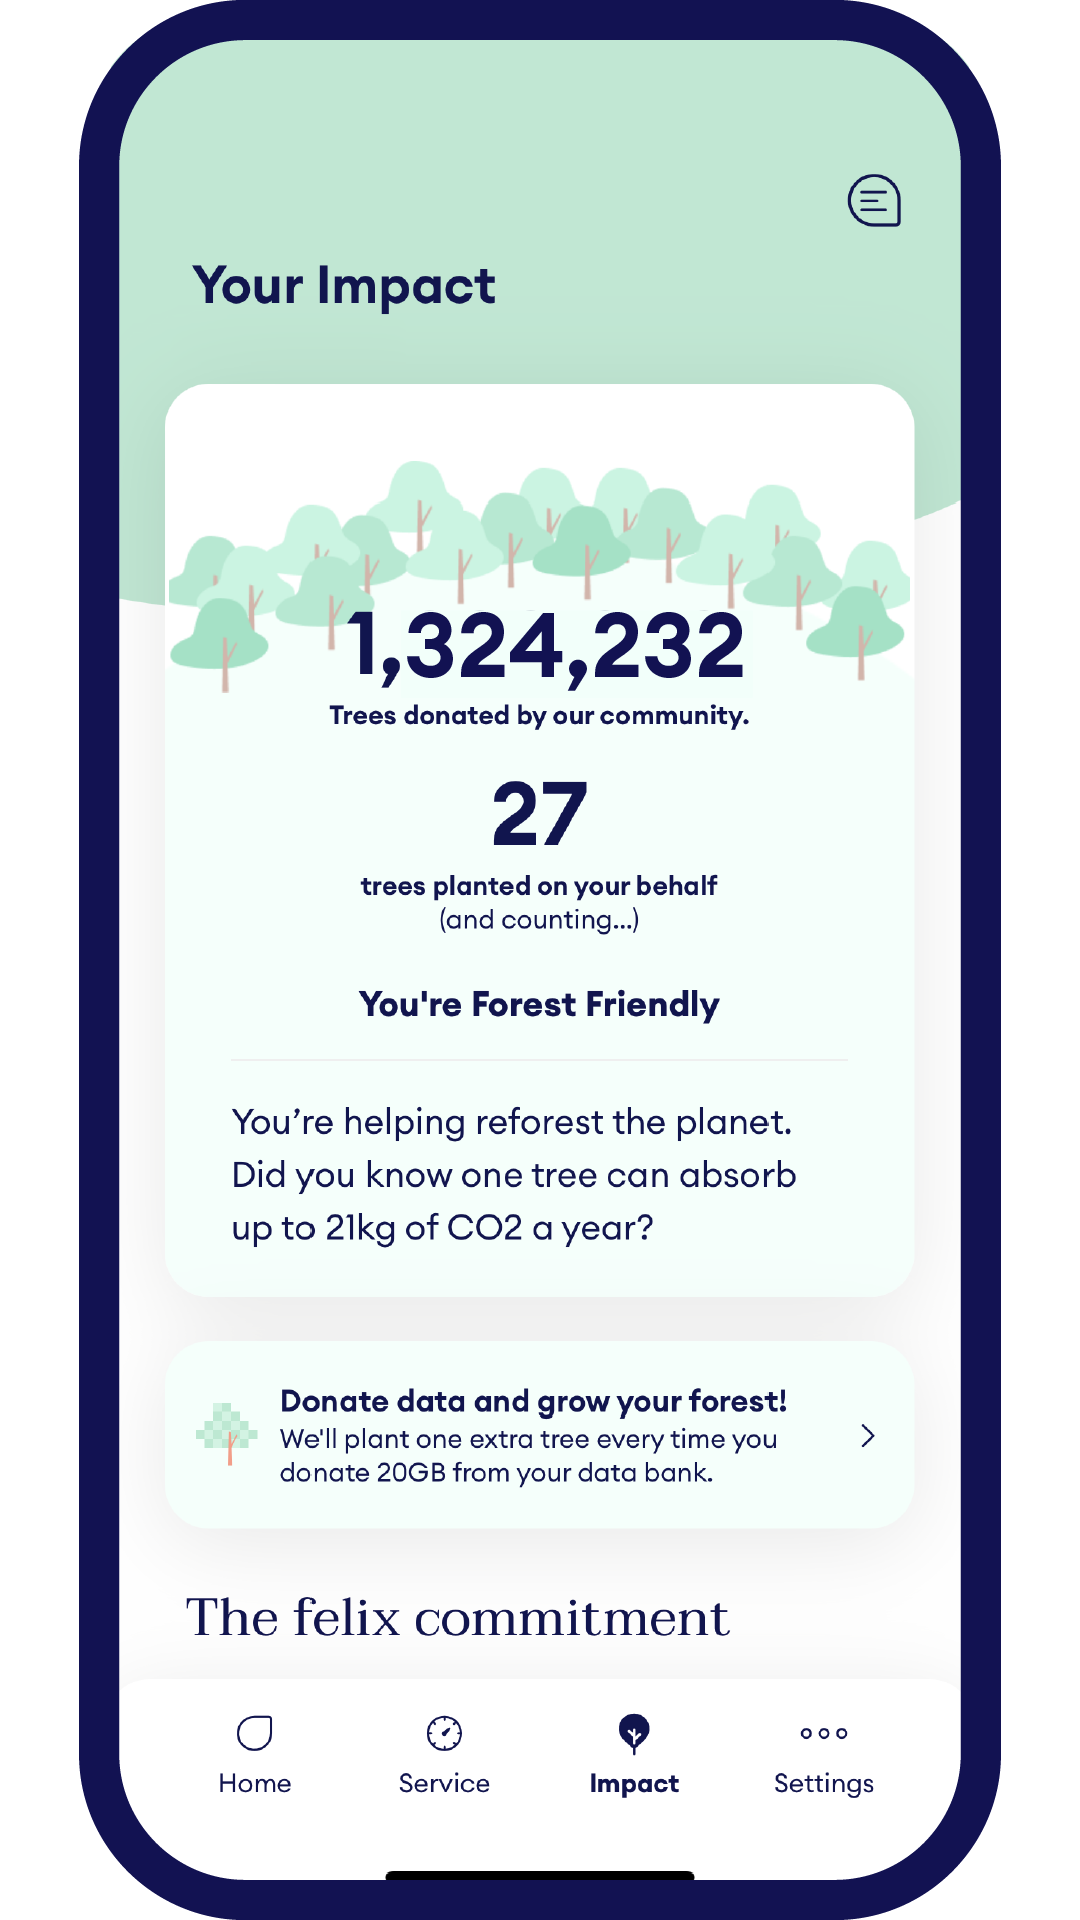 Your Impact
1,324,232
Trees donated by our community.
27
trees planted on your behalf
(and counting...)
You're Forest Friendly
You’re helping reforest the planet.
Did you know one tree can absorb
up to 21kg of CO2 a year?
Donate data and grow your forest!
We'll plant one extra tree every time you
donate 20GB from your data bank.
The felix commitment
Home
Service
Impact
Settings